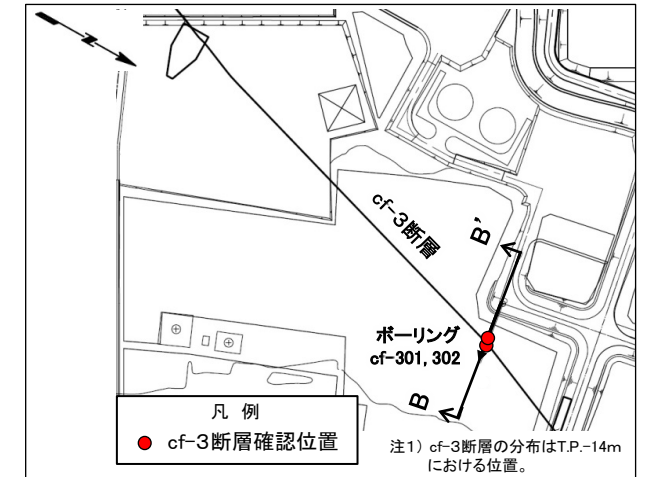 N
cf-3断層
B'
ボーリング
cf-301, 302
B
凡 例
cf-3断層確認位置
注1) cf-3断層の分布はT.P.-14m
における位置。